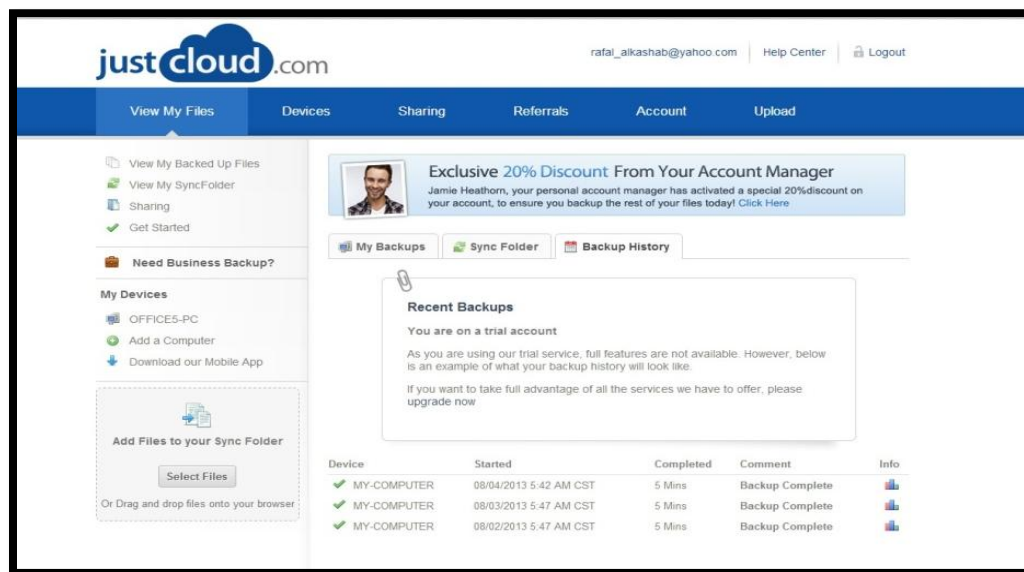 justcloud.com
rafal_alkashab@yahoo.com Help Center Logout
View My Files Devices Sharing Referrals Account Upload
View My Backed Up Files
View My SyncFolder
Sharing
Get Started
Need Business Backup?
My Devices
OFFICE5-PC
Add a Computer
Download our Mobile App
Add Files to your Sync Folder
Select Files
Or Drag and drop files onto your browser
Exclusive 20% Discount From Your Account Manager
Jamie Heathorn, your personal account manager has activated a special 20%discount on
your account, to ensure you backup the rest of your files today! Click Here
My Backups Sync Folder Backup History
Recent Backups
You are on a trial account
As you are using our trial service, full features are not available. However, below
is an example of what your backup history will look like.
If you want to take full advantage of all the services we have to offer, please
upgrade now
Device Started Completed Comment Info
MY-COMPUTER 08/04/2013 5:42 AM CST 5 Mins Backup Complete
MY-COMPUTER 08/03/2013 5:47 AM CST 5 Mins Backup Complete
MY-COMPUTER 08/02/2013 5:47 AM CST 5 Mins Backup Complete